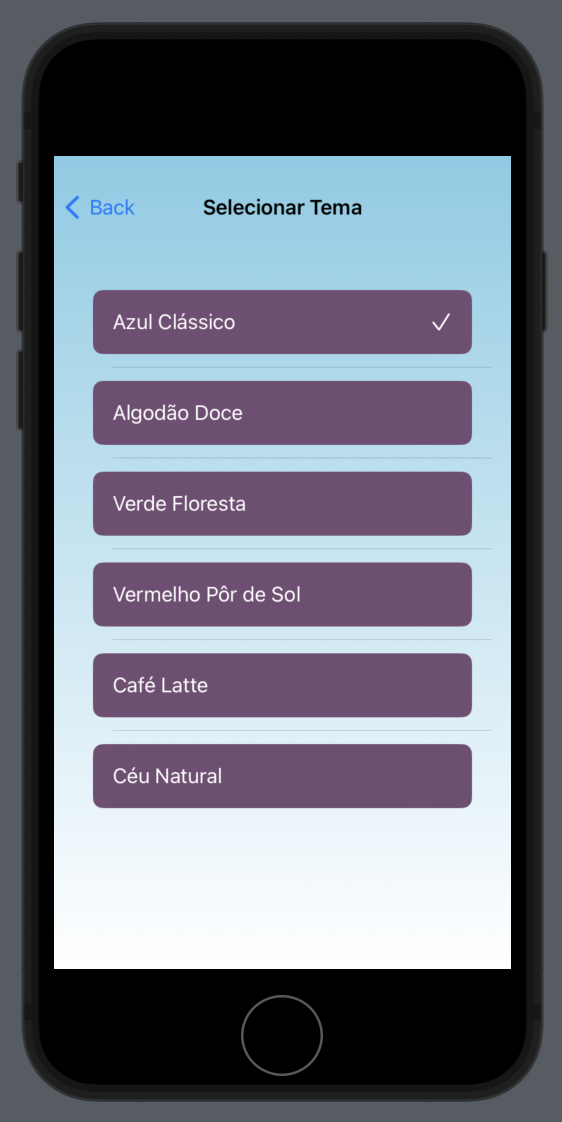 Back
Selecionar Tema
Azul Clássico
Algodão Doce
Verde Floresta
Vermelho Pôr de Sol
Café Latte
Céu Natural